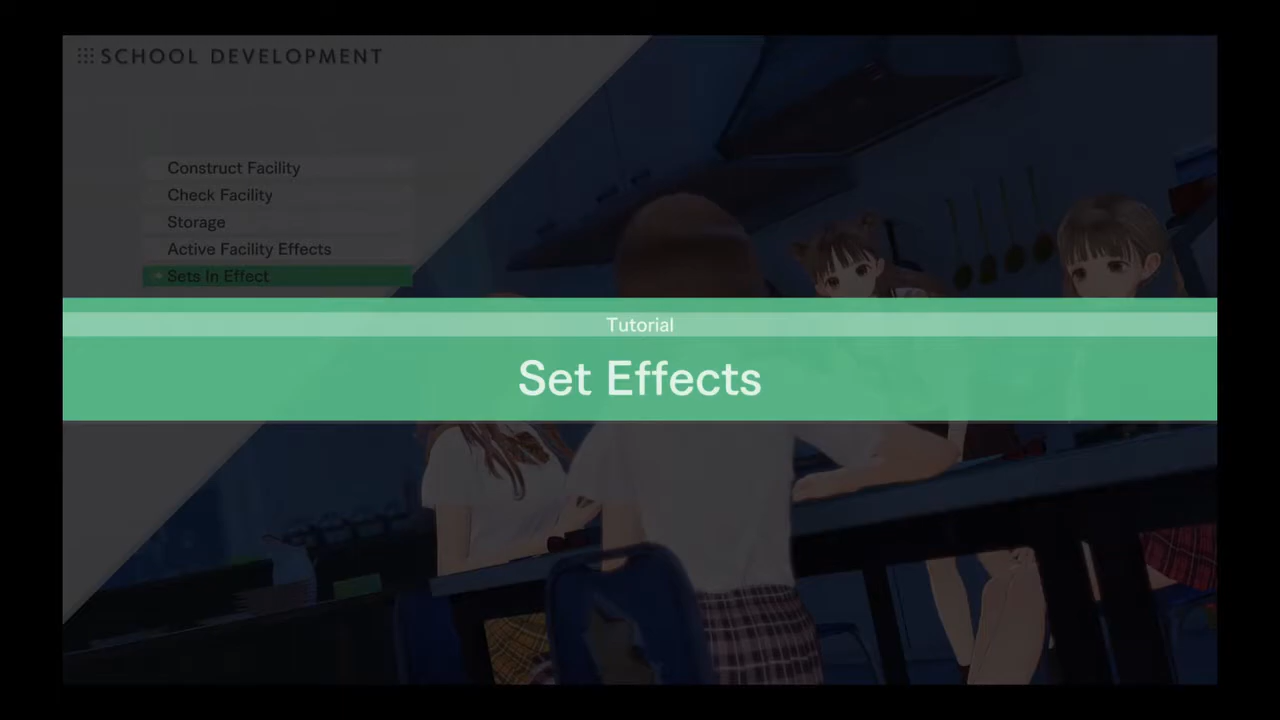 SCHOOL DEVELOPMENT
Construct Facility
Check Facility
Storage
Active Facility Effects
Sets In Effect
Tutorial
Set Effects